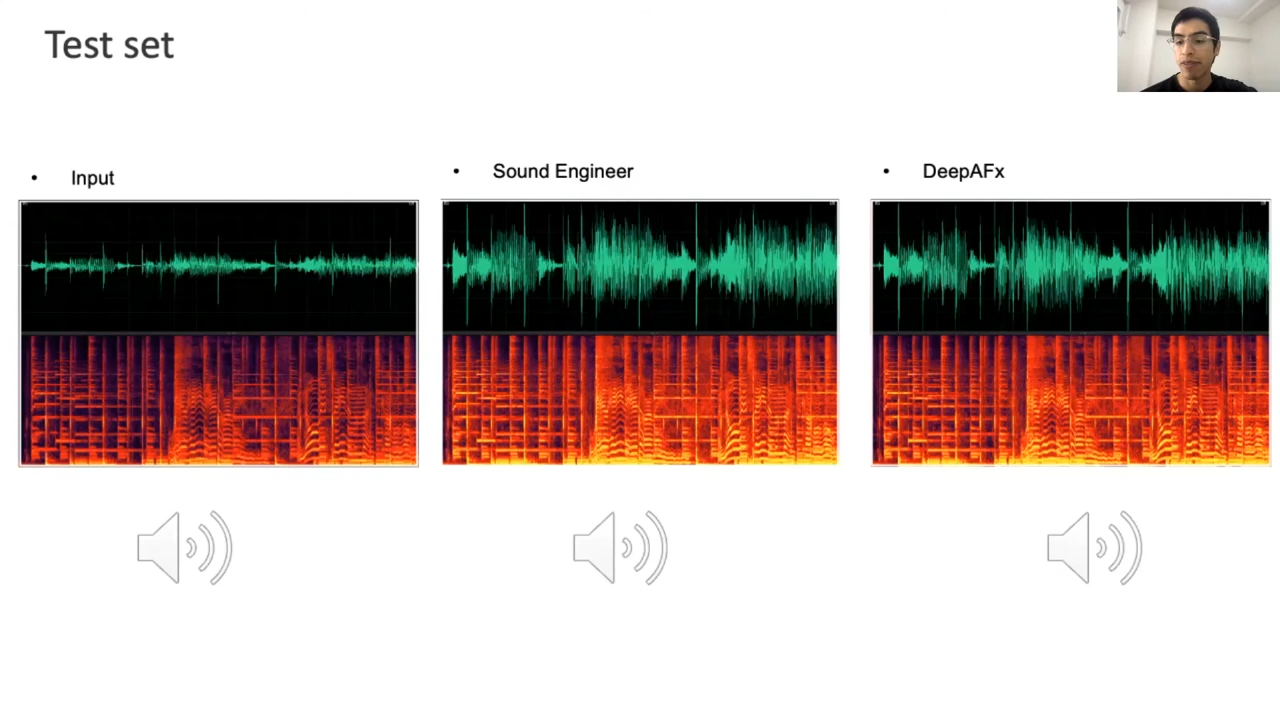 Test set
• Input
• Sound Engineer
• DeepAFx